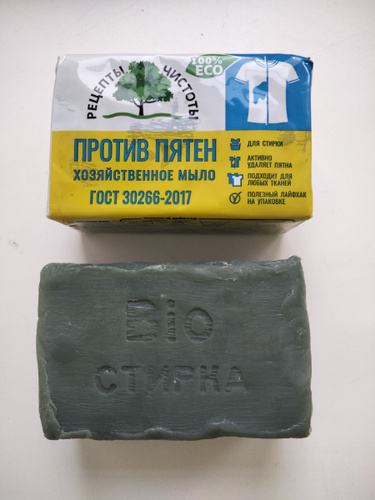 РЕЦЕПТЫ ЧИСТОТЫ
100%
ECO
ПРОТИВ ПЯТЕН
ХОЗЯЙСТВЕННОЕ МЫЛО
ГОСТ 30266-2017
ДЛЯ СТИРКИ
АКТИВНО
УДАЛЯЕТ ПЯТНА
ПОДХОДИТ ДЛЯ
ЛЮБЫХ ТКАНЕЙ
ПОЛЕЗНЫЙ ЛАЙФХАК
НА УПАКОВКЕ
BiO
СТИРКА